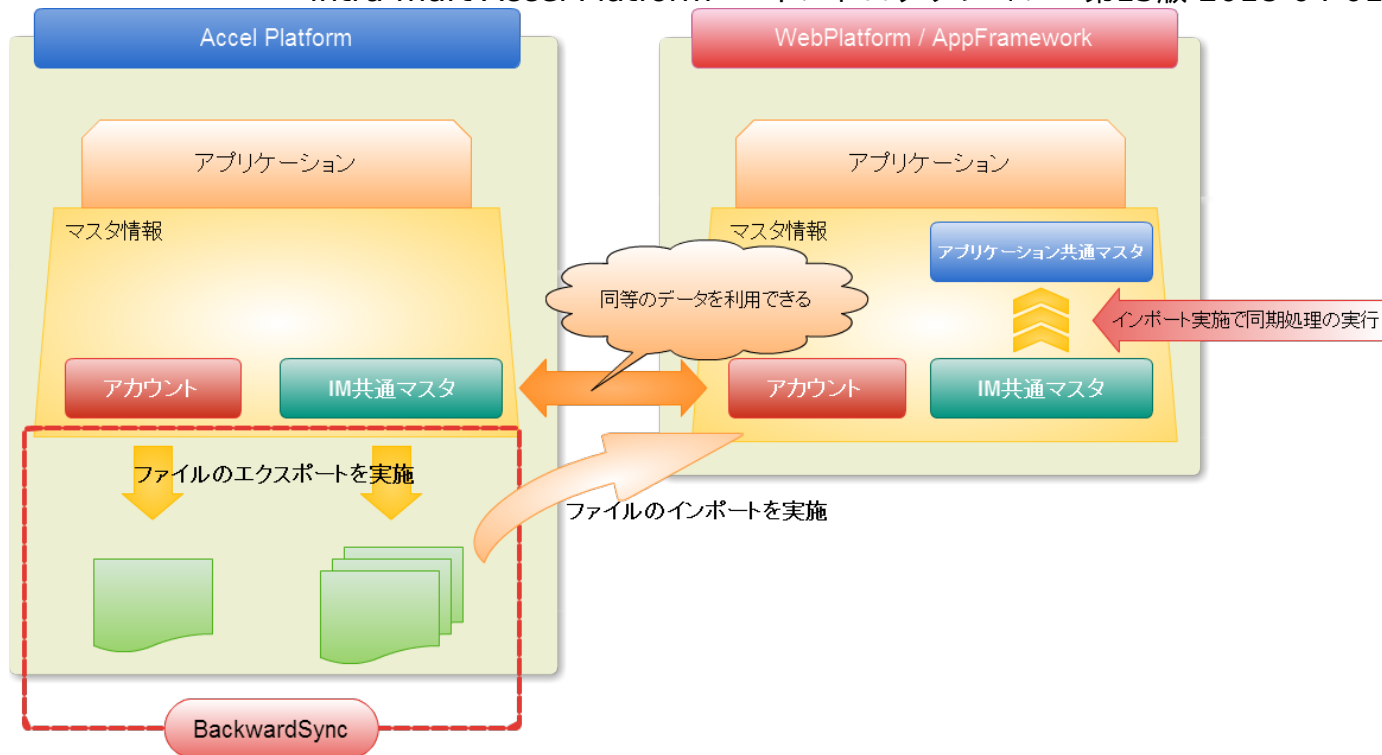 Accel Platform
WebPlatform / AppFramework
アプリケーション
アプリケーション
マスタ情報
マスタ情報
アプリケーション共通マスタ
同等のデータを利用できる
インポート実施で同期処理の実行
アカウント
IM共通マスタ
アカウント
IM共通マスタ
ファイルのエクスポートを実施
ファイルのインポートを実施
BackwardSync